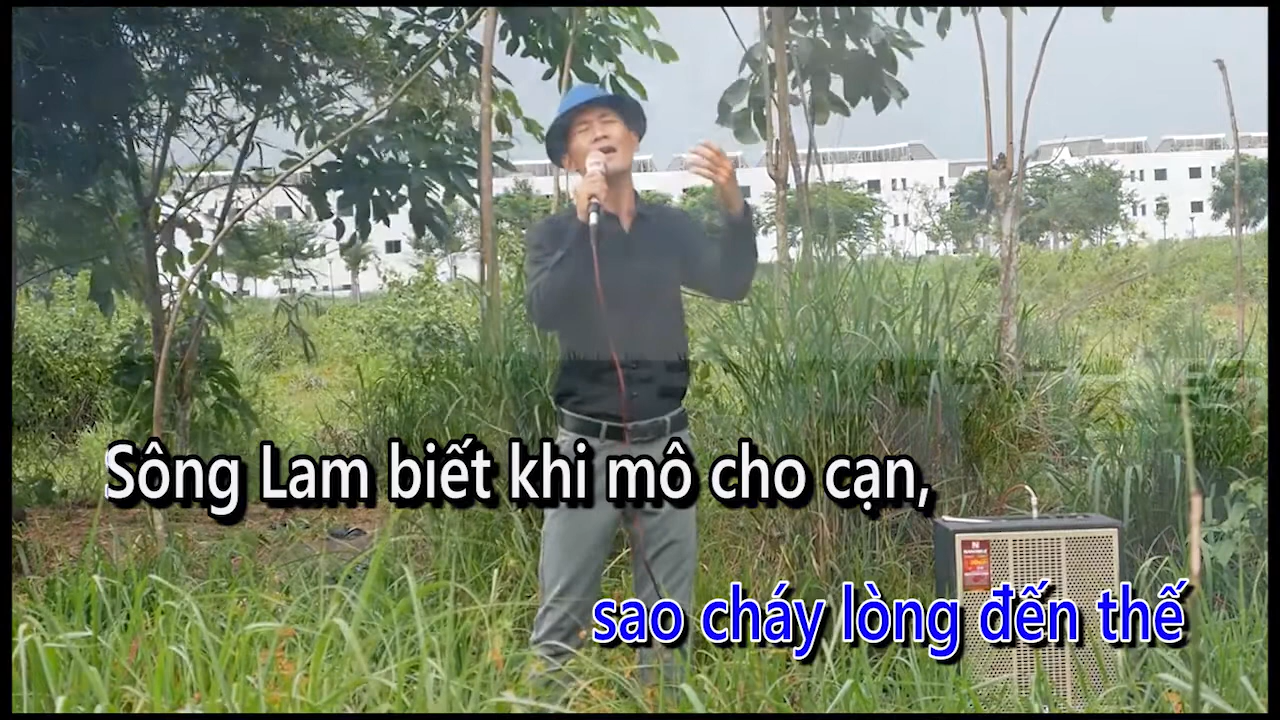 Sông Lam biết khi mô cho cạn,
sao cháy lòng đến thế